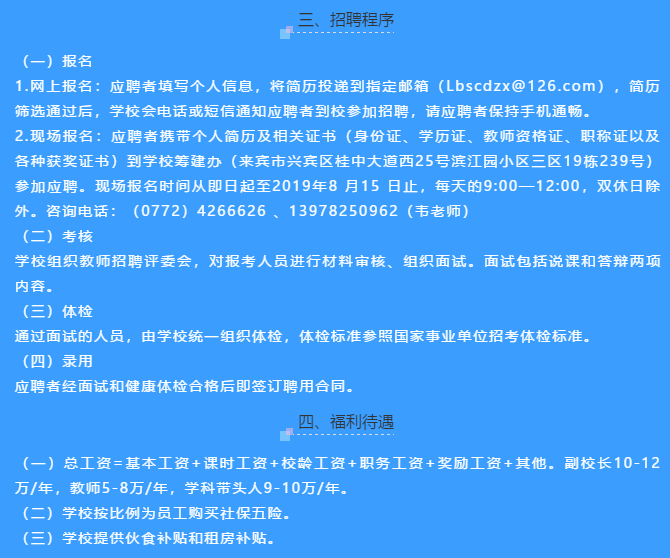 三、招聘程序
（一）报名
1.网上报名：应聘者填写个人信息，将简历投递到指定邮箱（Lbscdzx@126.com），简历
筛选通过后，学校会电话或短信通知应聘者到校参加招聘，请应聘者保持手机通畅。
2.现场报名：应聘者携带个人简历及相关证书（身份证、学历证、教师资格证、职称证以及
各种获奖证书）到学校筹建办（来宾市兴宾区桂中大道西25号滨江园小区三区19栋239号）
参加应聘。现场报名时间从即日起至2019年8 月15 日止，每天的9:00—12:00，双休日除
外。咨询电话：（0772）4266626 、13978250962（韦老师）
（二）考核
学校组织教师招聘评委会，对报考人员进行材料审核、组织面试。面试包括说课和答辩两项
内容。
（三）体检
通过面试的人员，由学校统一组织体检，体检标准参照国家事业单位招考体检标准。
（四）录用
应聘者经面试和健康体检合格后即签订聘用合同。
四、福利待遇
（一）总工资=基本工资+课时工资+校龄工资+职务工资+奖励工资+其他。副校长10-12
万/年，教师5-8万/年，学科带头人9-10万/年。
（二）学校按比例为员工购买社保五险。
（三）学校提供伙食补贴和租房补贴。